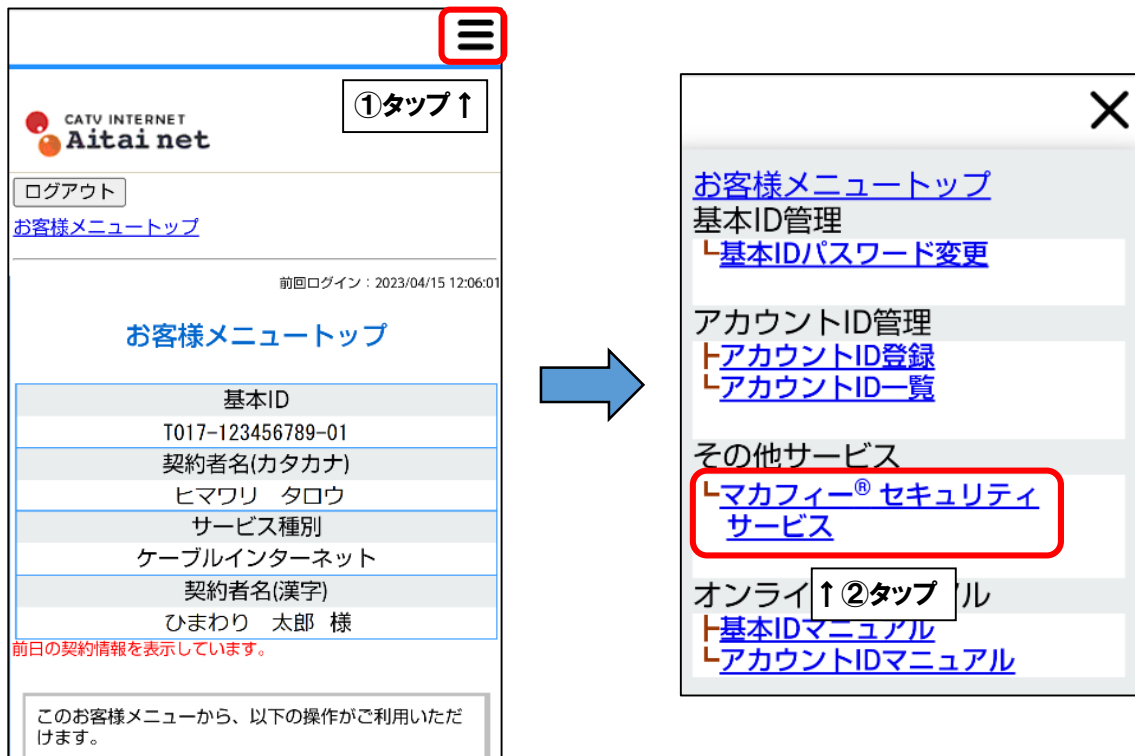 ①タップ↑
CATV INTERNET
Aitai net
ログアウト
お客様メニュートップ
前回ログイン：2023/04/15 12:06:01
お客様メニュートップ
基本ID
T017-123456789-01
契約者名(カタカナ)
ヒマワリ　タロウ
サービス種別
ケーブルインターネット
契約者名(漢字)
ひまわり　太郎 様
前日の契約情報を表示しています。
このお客様メニューから、以下の操作がご利用いただ
けます。
お客様メニュートップ
基本ID管理
基本IDパスワード変更
アカウントID管理
アカウントID登録
アカウントID一覧
その他サービス
マカフィー® セキュリティ
サービス
↑②タップ
オンライ ル
基本IDマニュアル
アカウントIDマニュアル